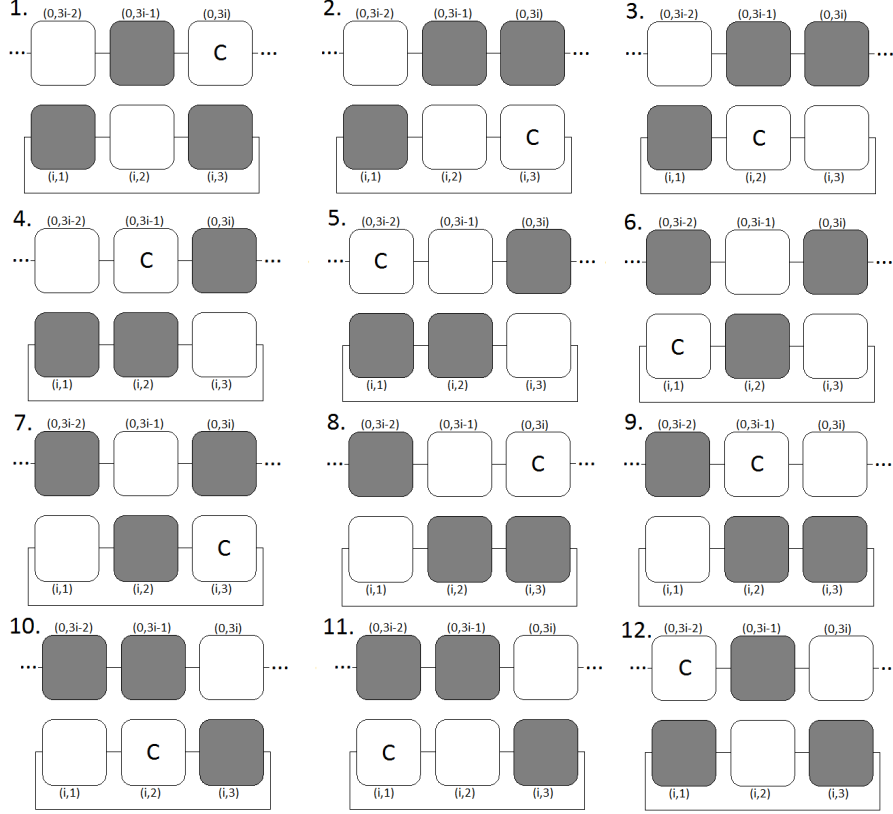 1. (0,3i-2) (0,3i-1) (0,3i) 2. (0,3i-2) (0,3i-1) (0,3i) 3. (0,3i-2) (0,3i-1) (0,3i)
... C ... ... ... ... ...
C C
(i,1) (i,2) (i,3) (i,1) (i,2) (i,3) (i,1) (i,2) (i,3)
4. (0,3i-2) (0,3i-1) (0,3i) 5. (0,3i-2) (0,3i-1) (0,3i) 6. (0,3i-2) (0,3i-1) (0,3i)
... C ... ... C ... ... ...
C
(i,1) (i,2) (i,3) (i,1) (i,2) (i,3) (i,1) (i,2) (i,3)
7. (0,3i-2) (0,3i-1) (0,3i) 8. (0,3i-2) (0,3i-1) (0,3i) 9. (0,3i-2) (0,3i-1) (0,3i)
... ... ... C ... ... C ...
C
(i,1) (i,2) (i,3) (i,1) (i,2) (i,3) (i,1) (i,2) (i,3)
10. (0,3i-2) (0,3i-1) (0,3i) 11. (0,3i-2) (0,3i-1) (0,3i) 12. (0,3i-2) (0,3i-1) (0,3i)
... ... ... ... ... C ..
C C
(i,1) (i,2) (i,3) (i,1) (i,2) (i,3) (i,1) (i,2) (i,3)